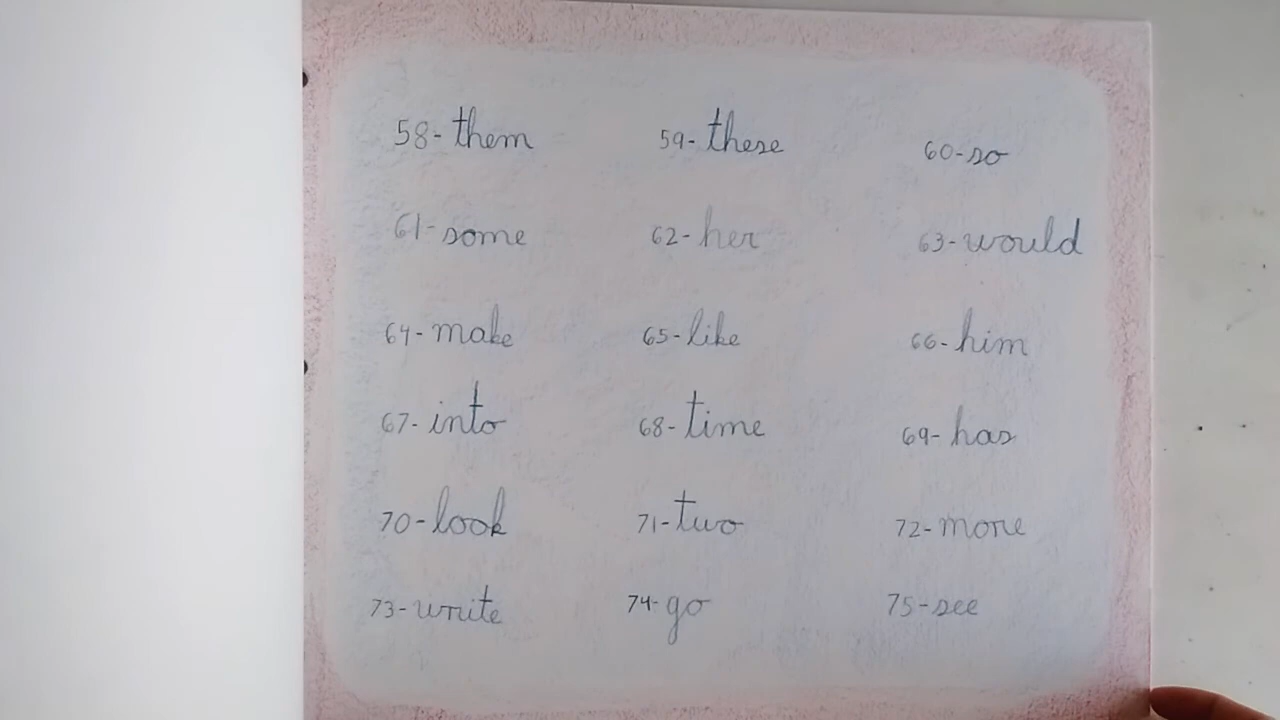 58- them 59- these 60- so
61- some 62- her 63- would
64- make 65- like 66- him
67- into 68- time 69- has
70- look 71- two 72- more
73- write 74- go 75- see